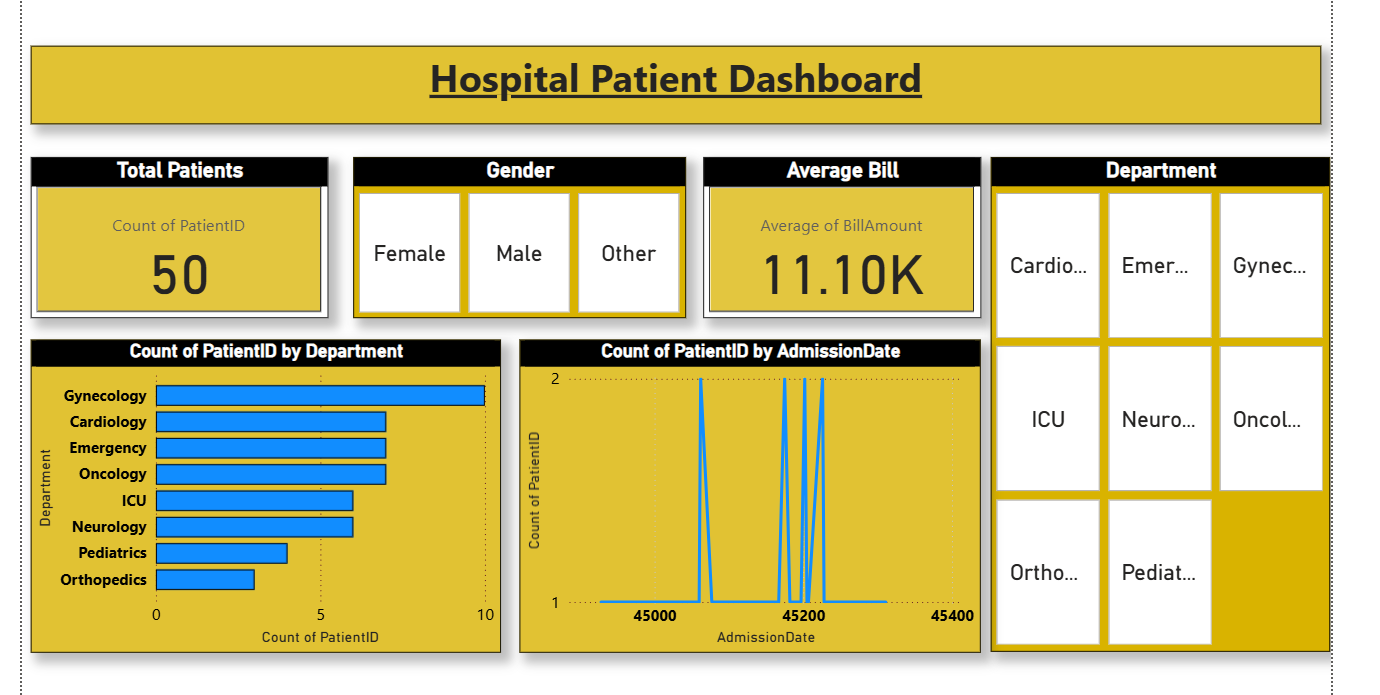 Hospital Patient Dashboard
Total Patients
Count of PatientID
50
Gender
Female
Male
Other
Average Bill
Average of BillAmount
11.10K
Department
Cardio...
Emer...
Gynec...
ICU
Neuro...
Oncol...
Ortho...
Pediat...
Count of PatientID by Department
Department
Gynecology
Cardiology
Emergency
Oncology
ICU
Neurology
Pediatrics
Orthopedics
0
5
10
Count of PatientID
Count of PatientID by AdmissionDate
Count of PatientID
2
1
45000
45200
45400
AdmissionDate